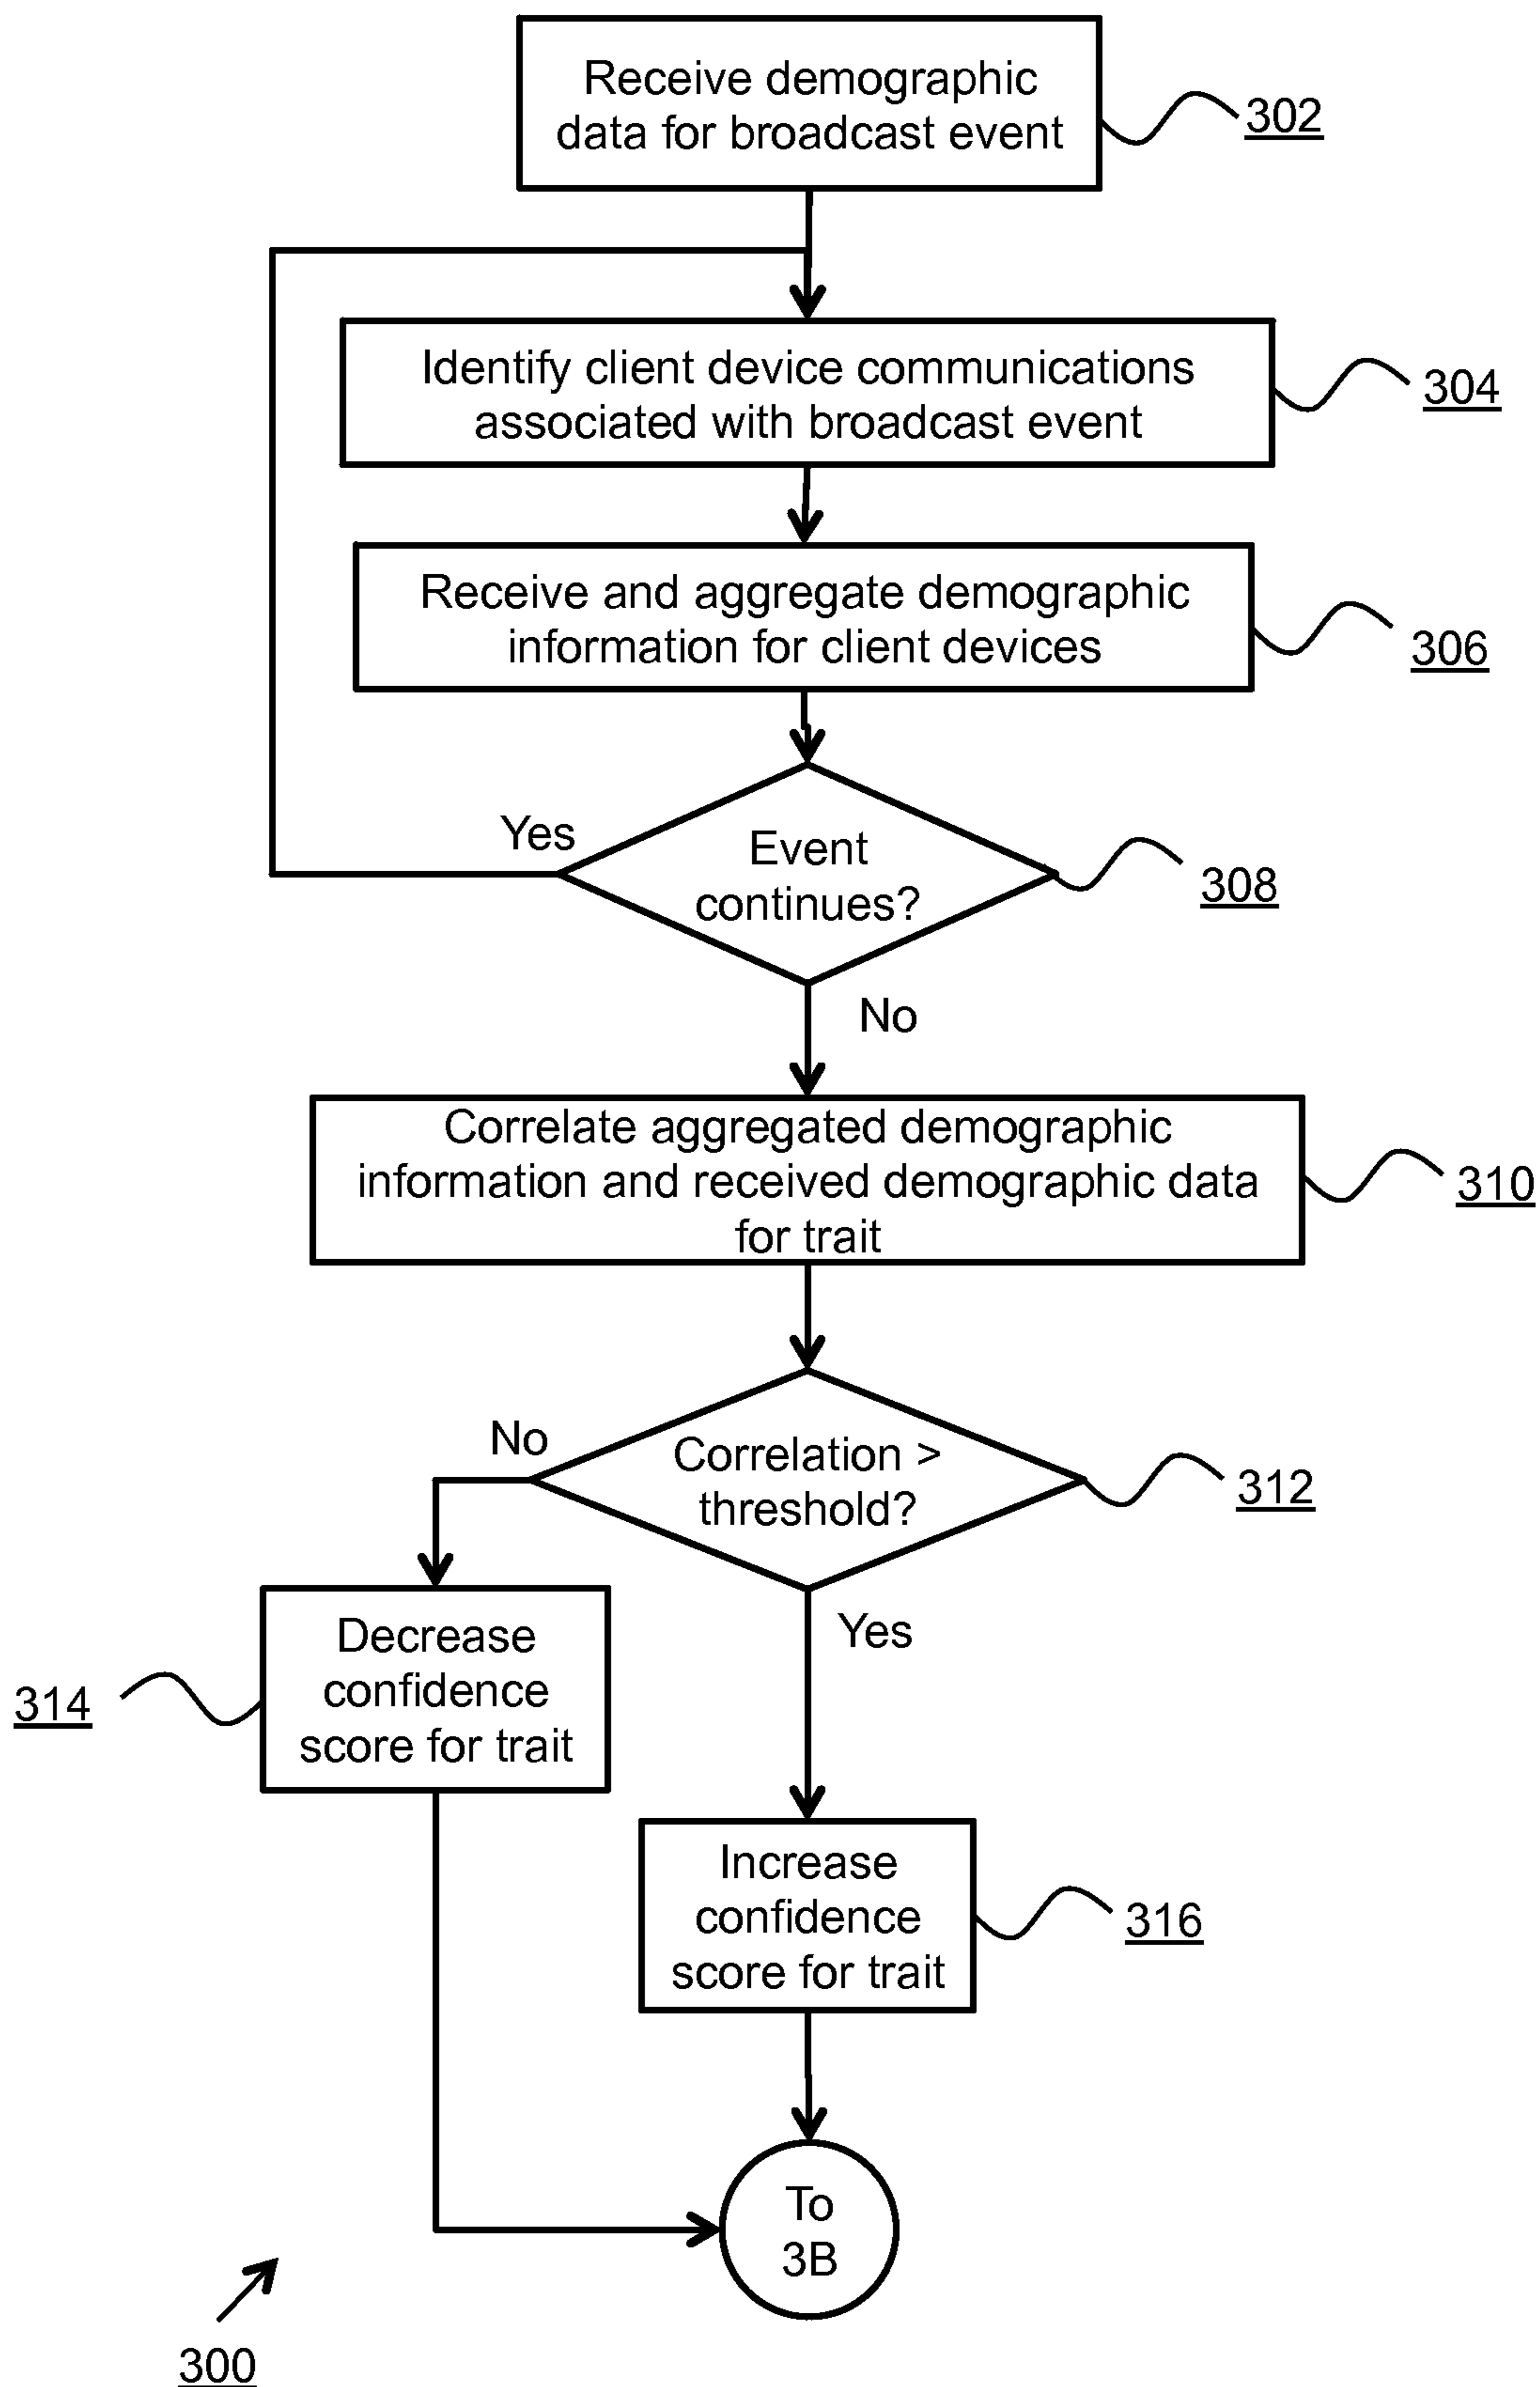 Receive demographic
data for broadcast event
302
Identify client device communications
associated with broadcast event
304
Receive and aggregate demographic
information for client devices
306
Yes
Event
continues?
308
No
Correlate aggregated demographic
information and received demographic data
for trait
310
No
Correlation >
threshold?
312
Decrease
confidence
score for trait
314
Yes
Increase
confidence
score for trait
316
To
3B
300